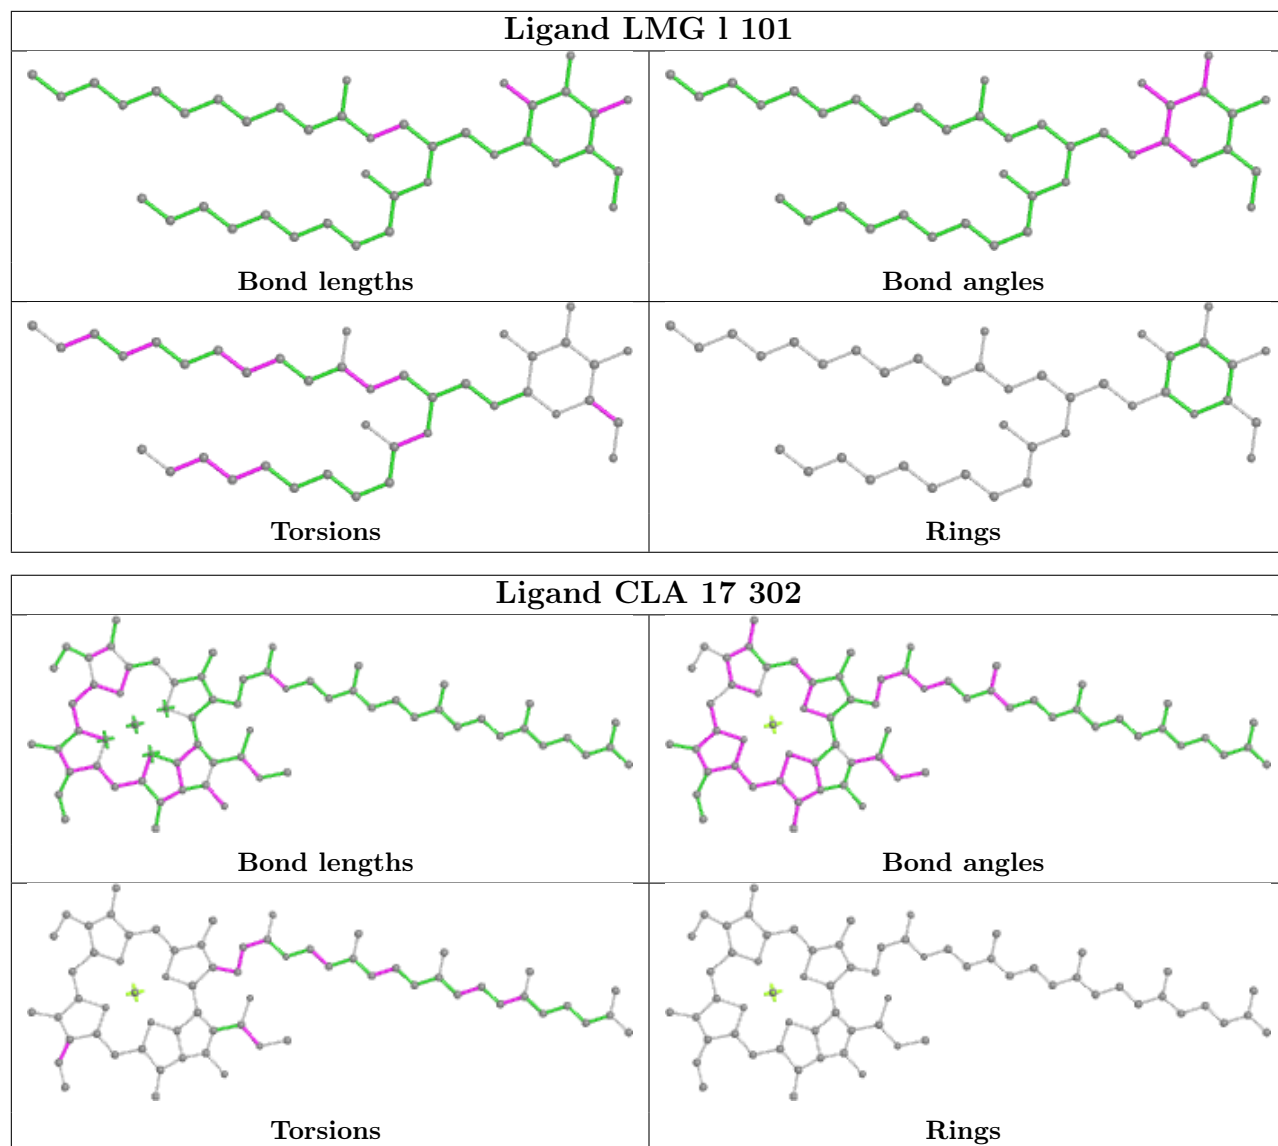 Ligand LMG l 101
Bond lengths
Bond angles
Torsions
Rings
Ligand CLA 17 302
Bond lengths
Bond angles
Torsions
Rings